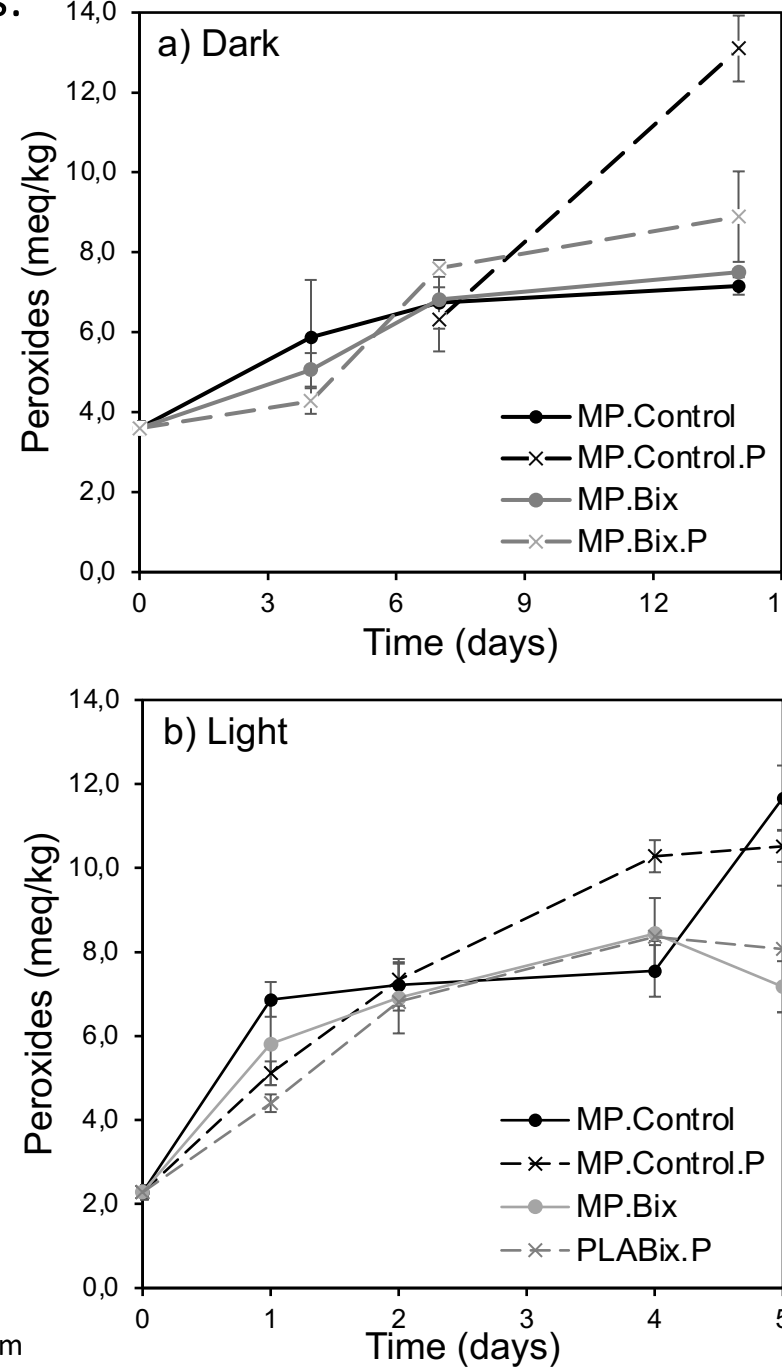 s.
14,0
a) Dark
12,0
10,0
8,0
6,0
4,0
2,0
0,0
Peroxides (meq/kg)
MP.Control
MP.Control.P
MP.Bix
MP.Bix.P
0 3 6 9 12 1
Time (days)
14,0
b) Light
12,0
10,0
8,0
6,0
4,0
2,0
0,0
Peroxides (meq/kg)
MP.Control
MP.Control.P
MP.Bix
PLABix.P
0 1 2 3 4 5
Time (days)
m